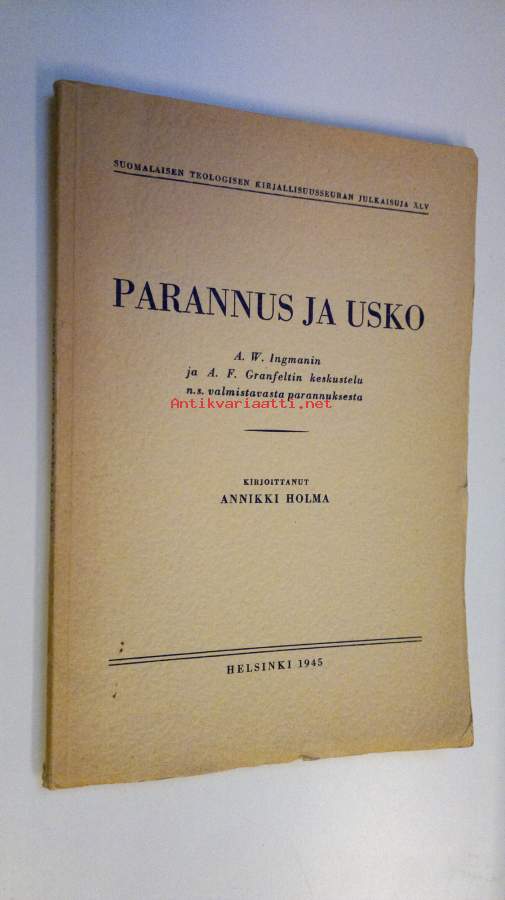 SUOMALAISEN TEOLOGISEN KIRJALLISUUSSEURAN JULKAISUJA XLV
PARANNUS JA USKO
A. W. Ingmanin
ja A. F. Granfeltin keskustelu
n.s. valmistavasta parannuksesta
Antikvariaatti.net
KIRJOITTANUT
ANNIKKI HOLMA
HELSINKI 1945